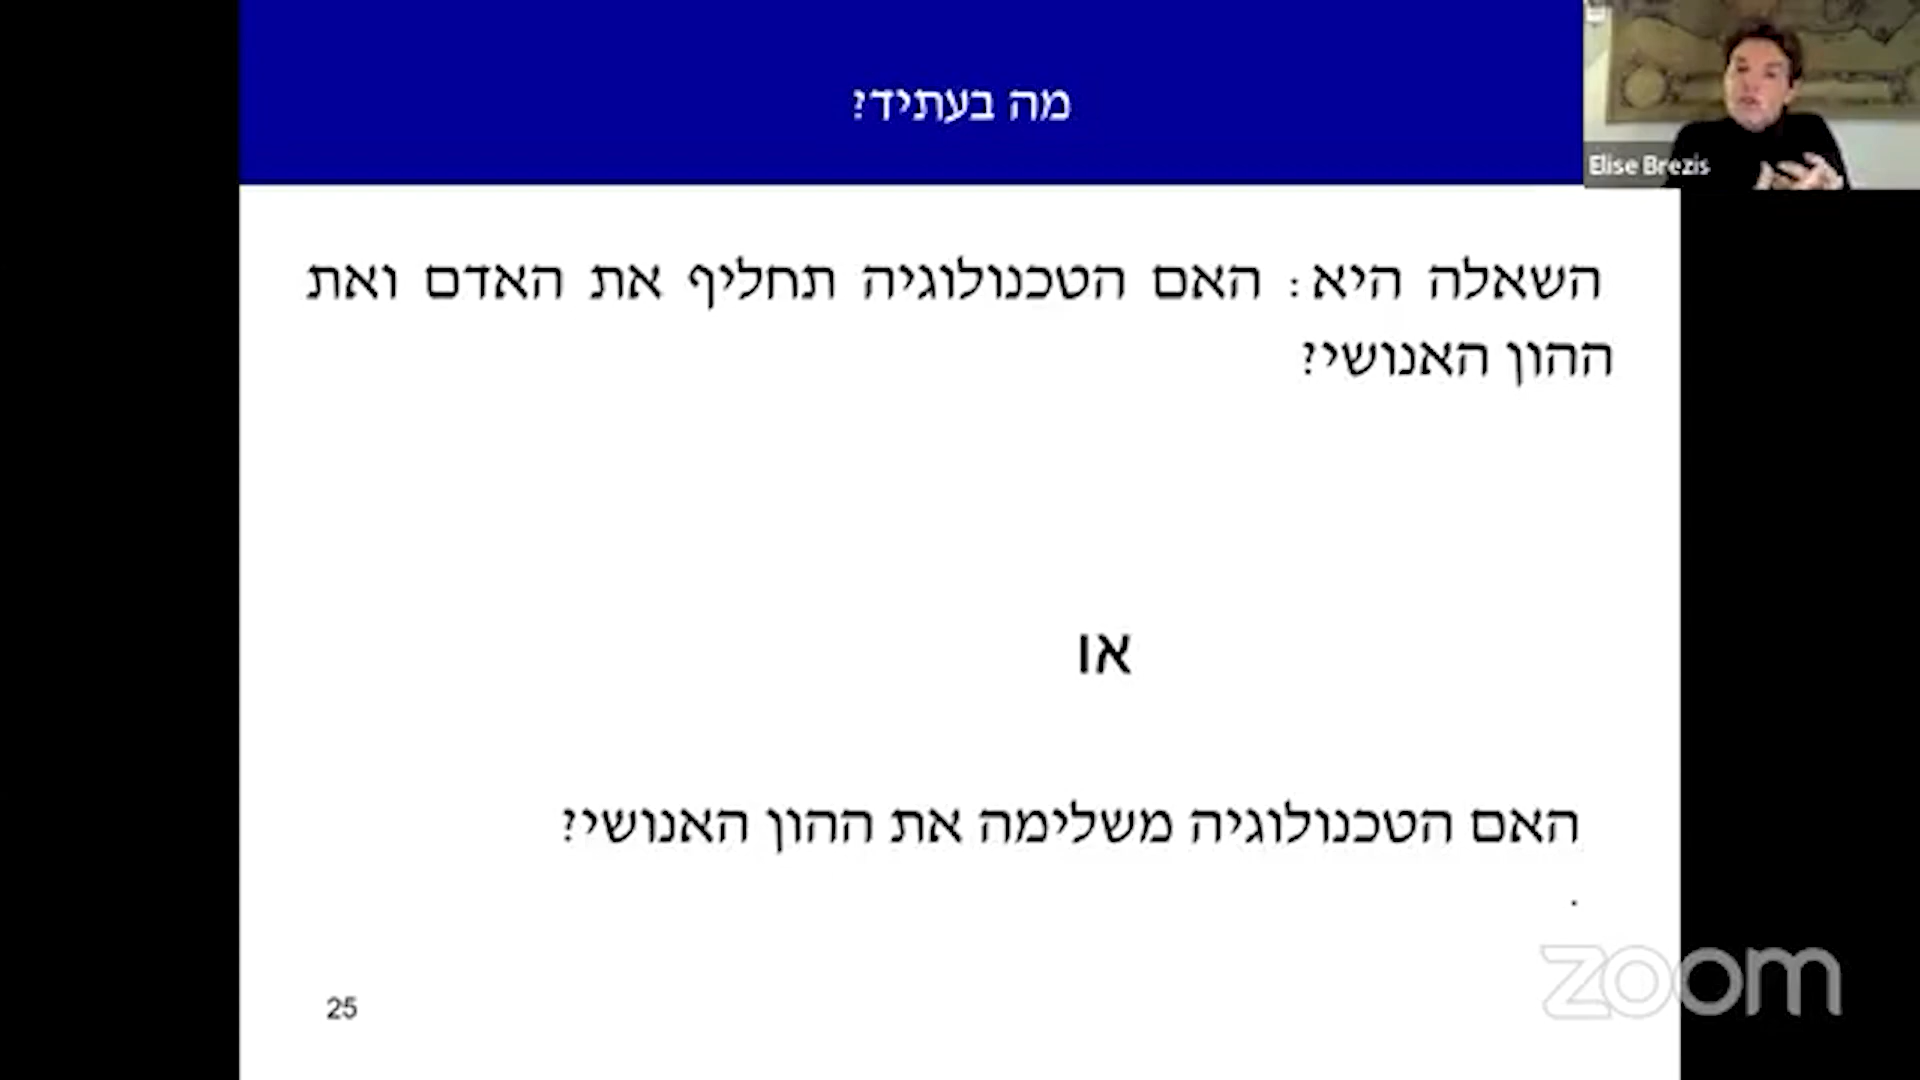 מה בעתיד?
Elise Brezis
השאלה היא: האם הטכנולוגיה תחליף את האדם ואת
ההון האנושי?
או
האם הטכנולוגיה משלימה את ההון האנושי?
.
25
zoom